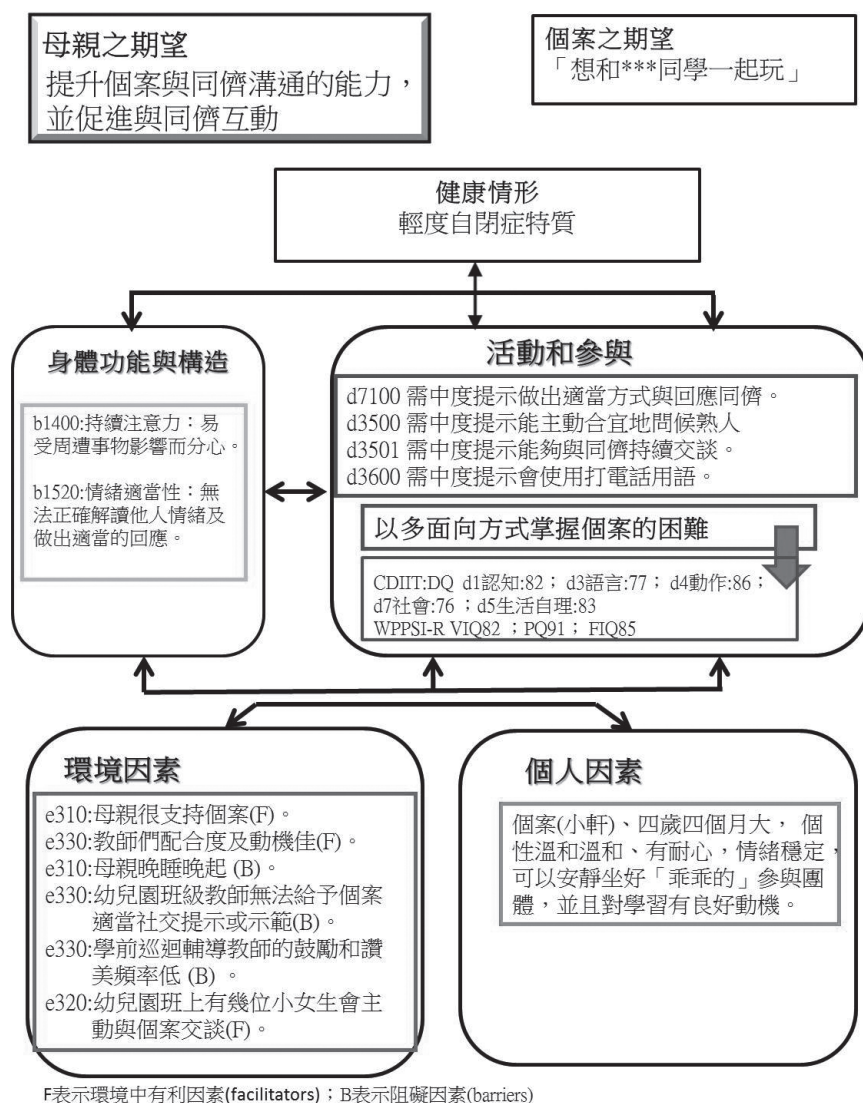 母親之期望
提升個案與同儕溝通的能力，
並促進與同儕互動
個案之期望
「想和***同學一起玩」
健康情形
輕度自閉症特質
身體功能與構造
b1400:持續注意力：易
受周遭事物影響而分心。
b1520:情緒適當性：無
法正確解讀他人情緒及
做出適當的回應。
活動和參與
d7100 需中度提示做出適當方式與回應同儕。
d3500 需中度提示能主動合宜地問候熟人
d3501 需中度提示能夠與同儕持續交談。
d3600 需中度提示會使用打電話用語。
以多面向方式掌握個案的困難
CDIIT:DQ d1認知:82； d3語言:77； d4動作:86；
d7社會:76 ；d5生活自理:83
WPPSI-R VIQ82 ；PQ91； FIQ85
環境因素
e310:母親很支持個案(F)。
e330:教師們配合度及動機佳(F)。
e310:母親晚睡晚起 (B)。
e330:幼兒園班級教師無法給予個案
適當社交提示或示範(B)。
e330:學前巡迴輔導教師的鼓勵和讚
美頻率低 (B) 。
e320:幼兒園班上有幾位小女生會主
動與個案交談(F)。
個人因素
個案(小軒)、四歲四個月大， 個
性溫和溫和、有耐心，情緒穩定，
可以安靜坐好「乖乖的」參與團
體，並且對學習有良好動機。
F表示環境中有利因素(facilitators)；B表示阻礙因素(barriers)